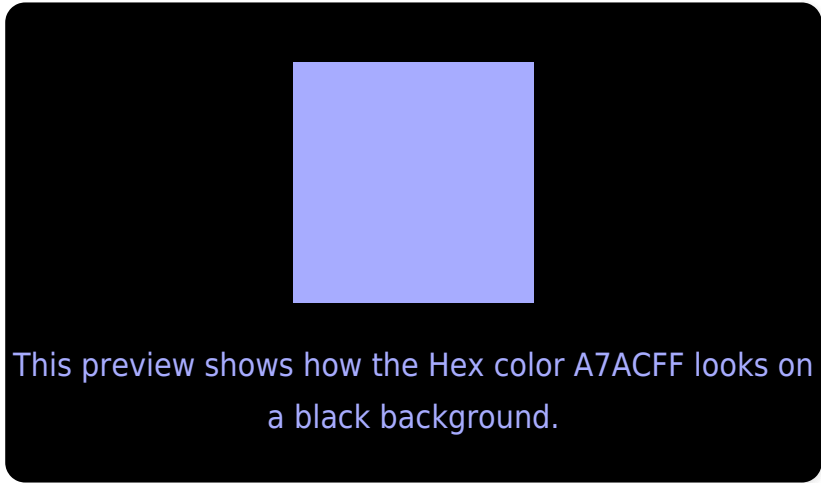 This preview shows how the Hex color A7ACFF looks on
a black background.